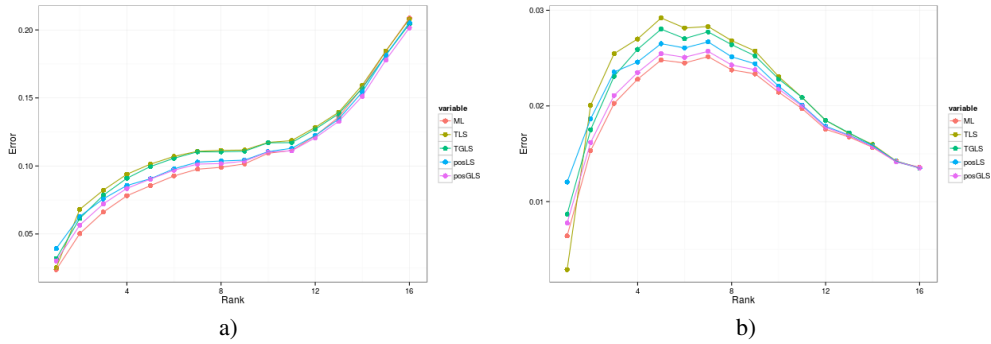 0.20
0.15
0.10
0.05
Error
4
8
12
16
Rank
variable
ML
TLS
TGLS
posLS
posGLS
a)
0.03
0.02
0.01
Error
4
8
12
16
Rank
variable
ML
TLS
TGLS
posLS
posGLS
b)